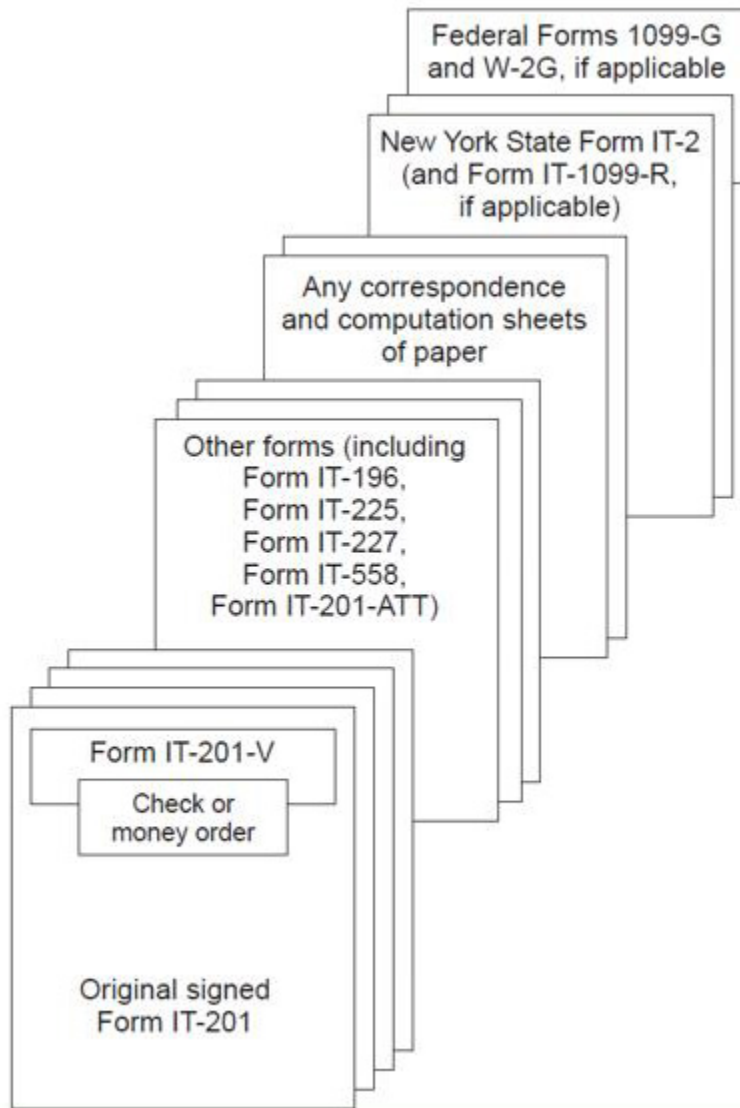 Federal Forms 1099-G
and W-2G, if applicable
New York State Form IT-2
(and Form IT-1099-R,
if applicable)
Any correspondence
and computation sheets
of paper
Other forms (including
Form IT-196,
Form IT-225,
Form IT-227,
Form IT-558,
Form IT-201-ATT)
Form IT-201-V
Check or
money order
Original signed
Form IT-201